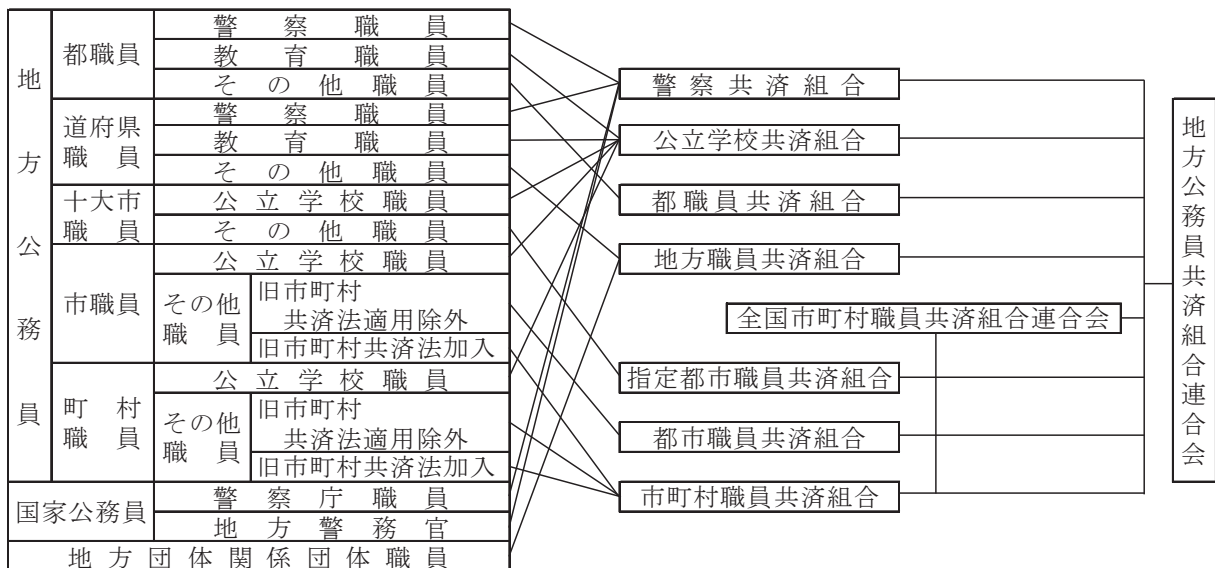 地方公務員
都職員
警察職員
教育職員
その他職員
道府県
職員
警察職員
教育職員
その他職員
十大市
職員
公立学校職員
その他職員
市職員
公立学校職員
その他
職員
旧市町村
共済法適用除外
旧市町村共済法加入
町村
職員
公立学校職員
その他
職員
旧市町村
共済法適用除外
旧市町村共済法加入
国家公務員
警察庁職員
地方警務官
地方団体関係団体職員
警察共済組合
公立学校共済組合
都職員共済組合
地方職員共済組合
全国市町村職員共済組合連合会
指定都市職員共済組合
都市職員共済組合
市町村職員共済組合
地方公務員共済組合連合会